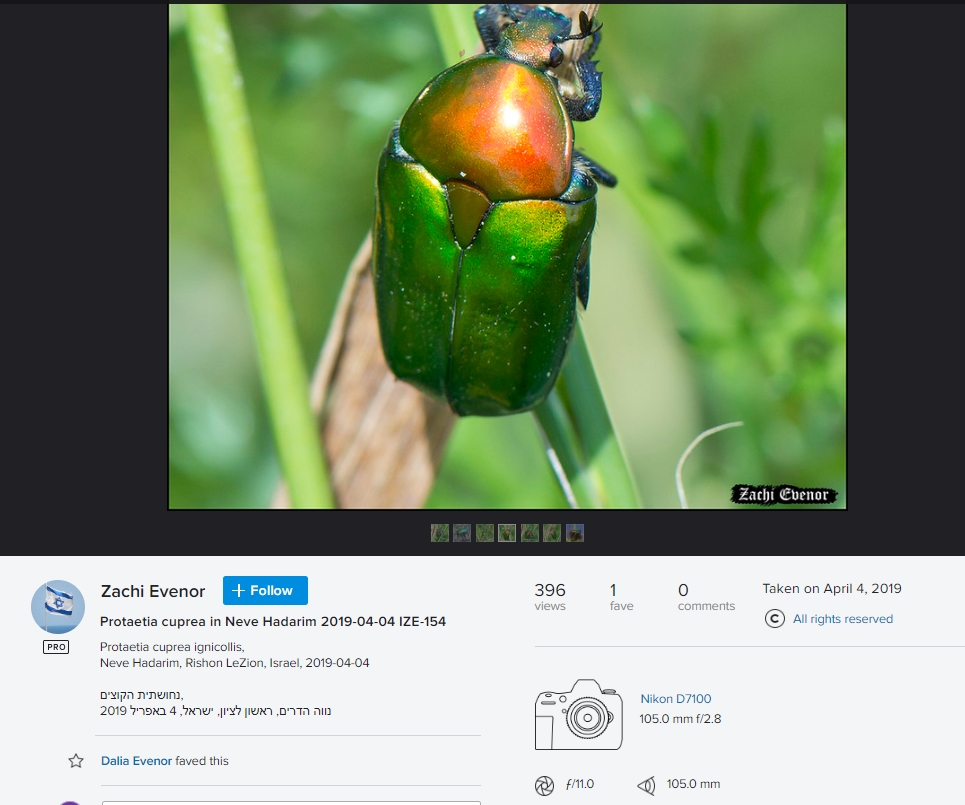 Zachi Evenor
Zachi Evenor
+ Follow
PRO
Protaetia cuprea in Neve Hadarim 2019-04-04 IZE-154
Protaetia cuprea ignicollis,
Neve Hadarim, Rishon LeZion, Israel, 2019-04-04
נחושתית הקוצים,
נווה הדרים, ראשון לציון, ישראל, 4 באפריל 2019
Dalia Evenor faved this
396
views
1
fave
0
comments
Taken on April 4, 2019
C All rights reserved
Nikon D7100
105.0 mm f/2.8
ƒ/11.0
105.0 mm